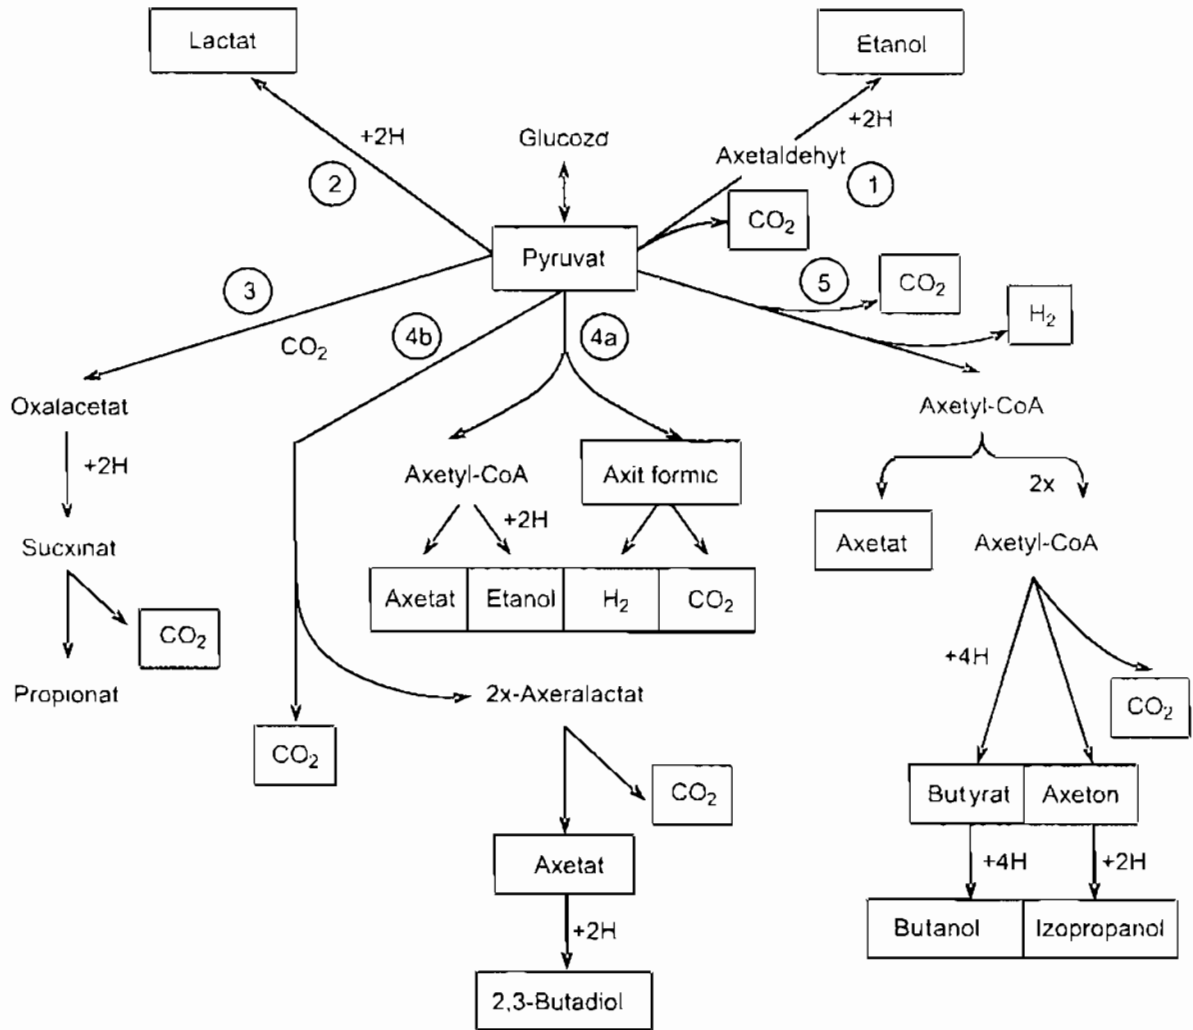 Lactat
Etanol
+2H
+2H
Glucozơ
Axetaldehyt
2
1
CO₂
Pyruvat
3
5
CO₂
H₂
CO₂
4b
4a
Oxalacetat
Axetyl-CoA
+2H
Axetyl-CoA
Axit formic
2x
+2H
Sucxinat
Axetat
Axetyl-CoA
Axetat
Etanol
H₂
CO₂
CO₂
+4H
Propionat
2x-Axeralactat
CO₂
CO₂
CO₂
Butyrat
Axeton
Axetat
+4H
+2H
+2H
Butanol
Izopropanol
2,3-Butadiol